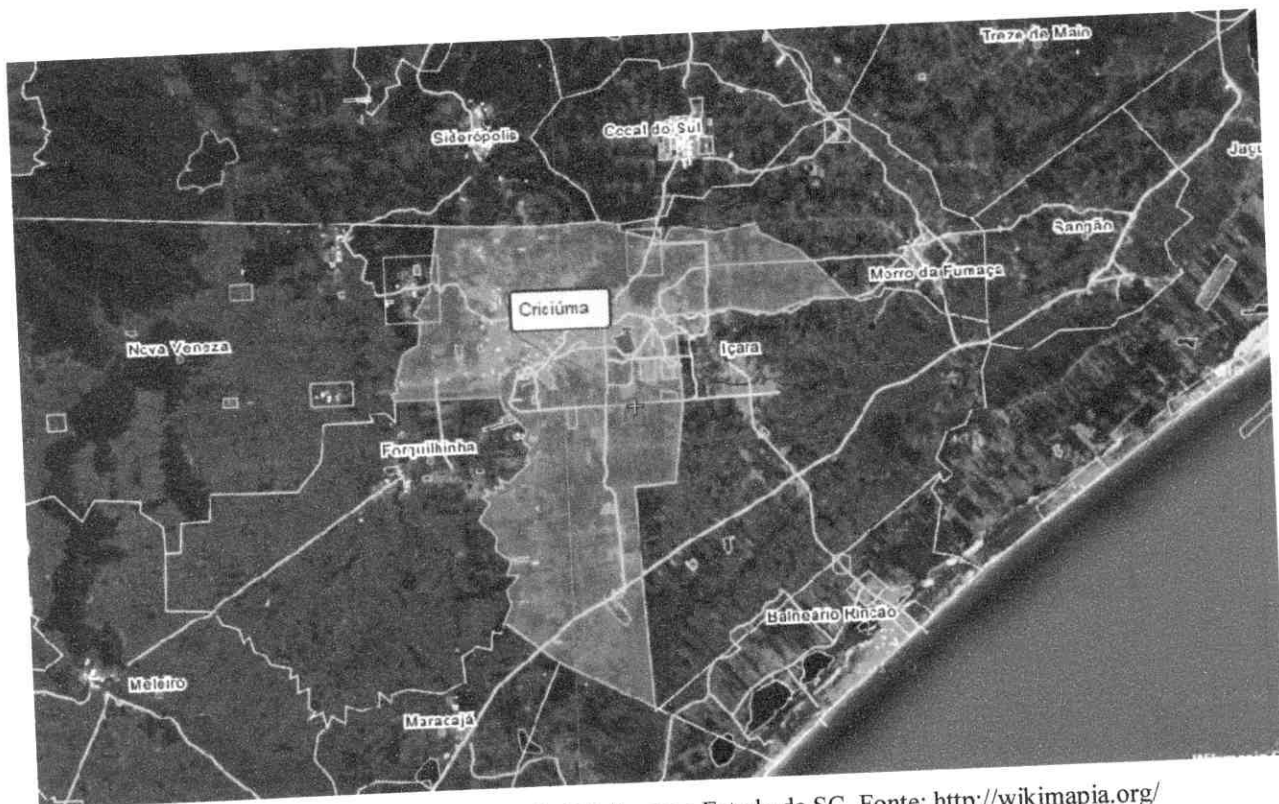 Treze de Maio
Siderópolis
Cocal do Sul
Jagu
Sangão
Morro da Fumaça
Criciúma
Nova Veneza
Içara
Forquilhinha
Balneário Rincão
Meleiro
Maracajá
Estado de SC. Fonte: http://wikimapia.org/